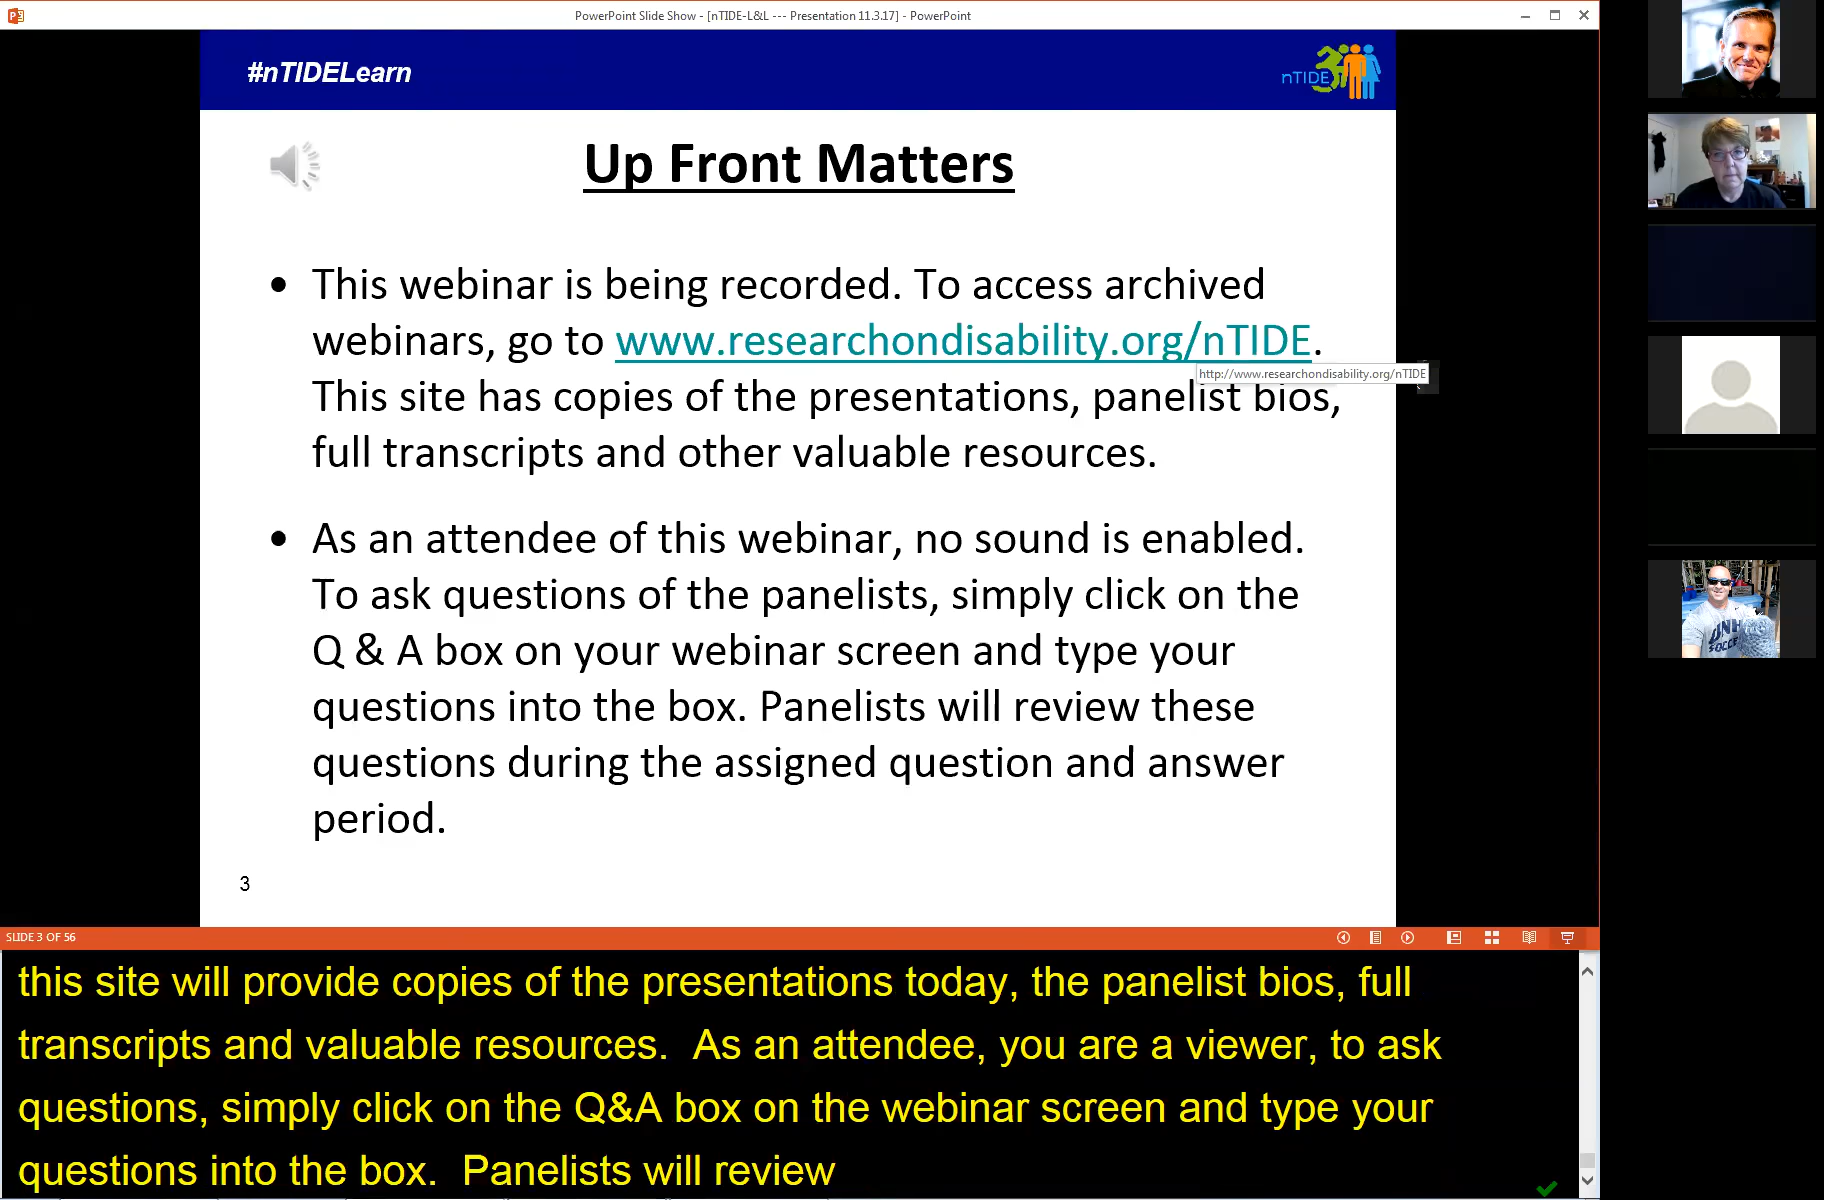 PowerPoint Slide Show - [nTIDE-L&L --- Presentation 11.3.17] - PowerPoint
#nTIDELearn
nTIDE
Up Front Matters
• This webinar is being recorded. To access archived
webinars, go to www.researchondisability.org/nTIDE.
http://www.researchondisability.org/nTIDE
This site has copies of the presentations, panelist bios,
full transcripts and other valuable resources.
• As an attendee of this webinar, no sound is enabled.
To ask questions of the panelists, simply click on the
Q & A box on your webinar screen and type your
questions into the box. Panelists will review these
questions during the assigned question and answer
period.
3
SLIDE 3 OF 56
this site will provide copies of the presentations today, the panelist bios, full
transcripts and valuable resources.  As an attendee, you are a viewer, to ask
questions, simply click on the Q&A box on the webinar screen and type your
questions into the box.  Panelists will review
UNH
SOCCER